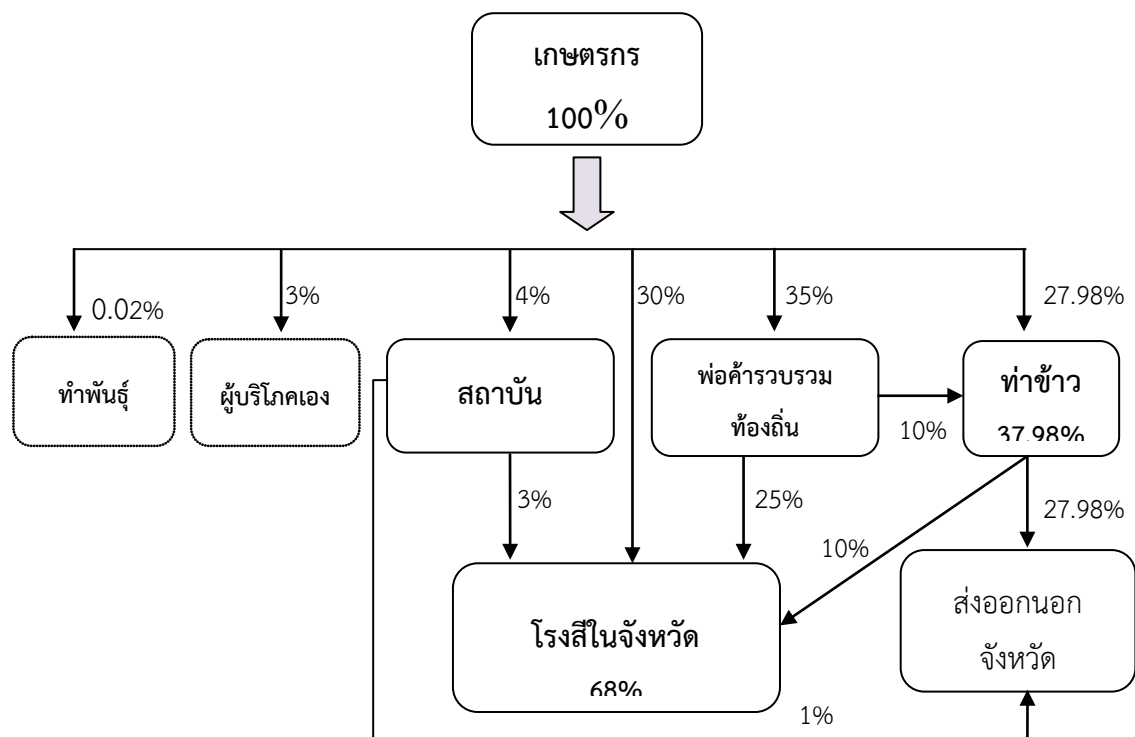 เกษตรกร
100%
0.02%
3%
4%
30%
35%
27.98%
ทำพันธุ์
ผู้บริโภคเอง
สถาบัน
พ่อค้ารวบรวม
ท้องถิ่น
ท่าข้าว
37.98%
10%
3%
25%
10%
27.98%
โรงสีในจังหวัด
68%
ส่งออกนอก
จังหวัด
1%